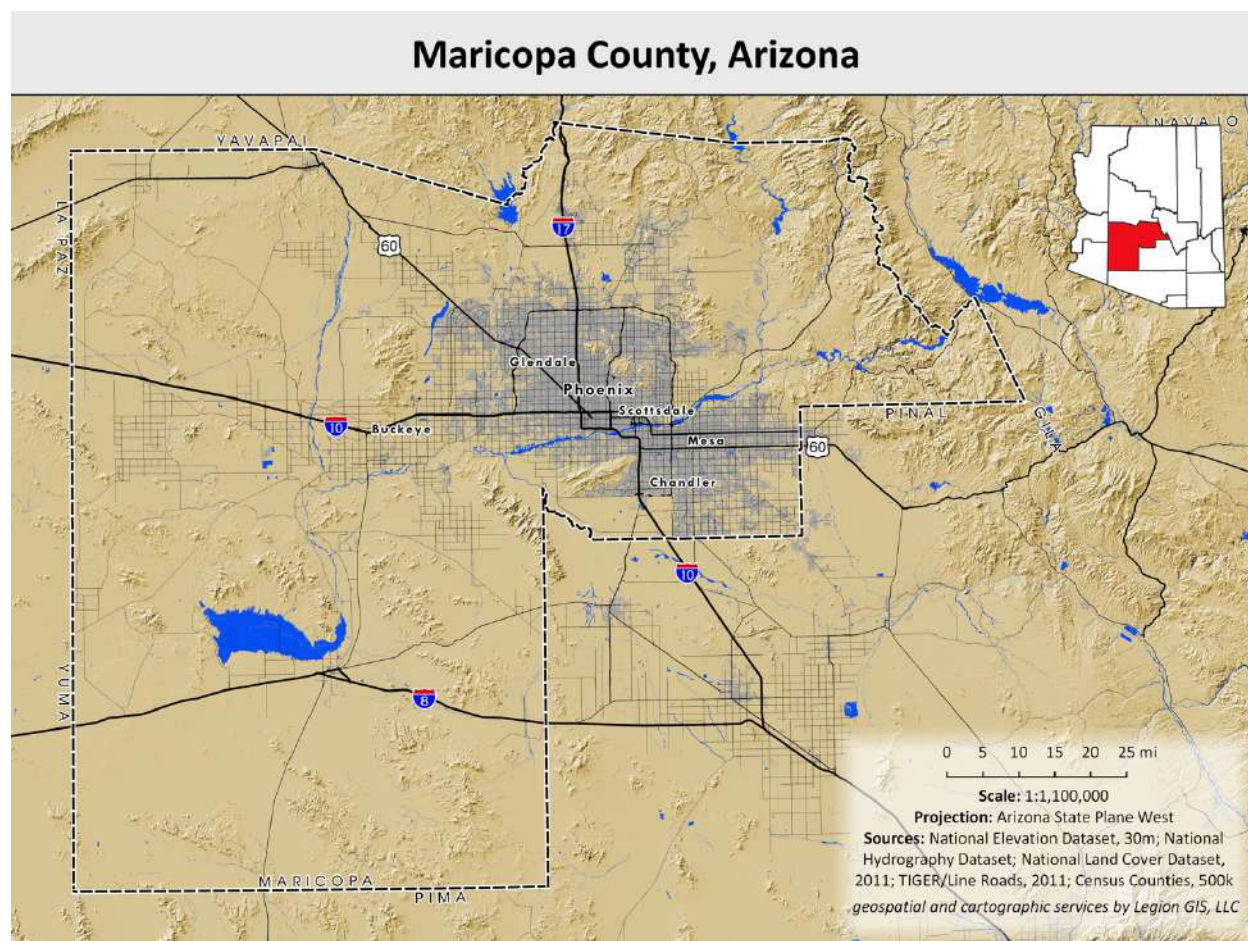 Maricopa County, Arizona
NAVAJO
YAVAPAI
LA PAZ
17
60
Glendale
Phoenix
Scottsdale
PINAL
GILA
10
Buckeye
Mesa
60
Chandler
10
YUMA
8
0 5 10 15 20 25 mi
Scale: 1:1,100,000
Projection: Arizona State Plane West
Sources: National Elevation Dataset, 30m; National
Hydrography Dataset; National Land Cover Dataset,
2011; TIGER/Line Roads, 2011; Census Counties, 500k
geospatial and cartographic services by Legion GIS, LLC
MARICOPA
PIMA